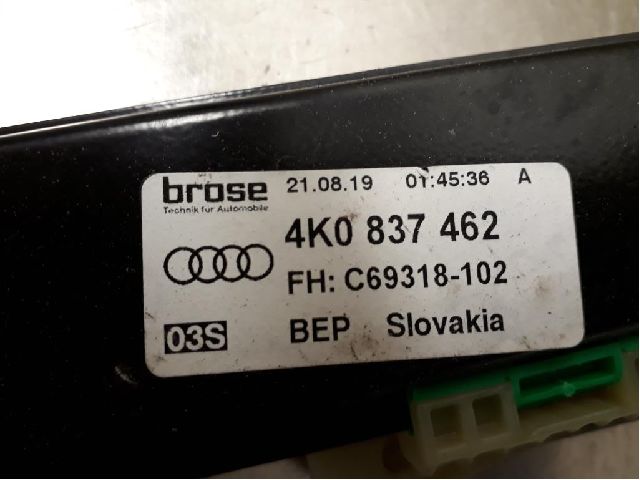 brose 21.08.19 01:45:36 A
Technik für Automobile
4K0 837 462
FH: C69318-102
03S BEP Slovakia